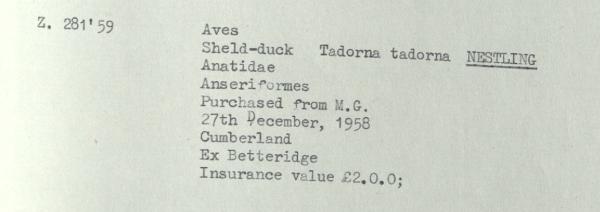 Z. 281'59
Aves
Sheld-duck Tadorna tadorna NESTLING
Anatidae
Anseriformes
Purchased from M.G.
27th December, 1958
Cumberland
Ex Betteridge
Insurance value £2.0.0;